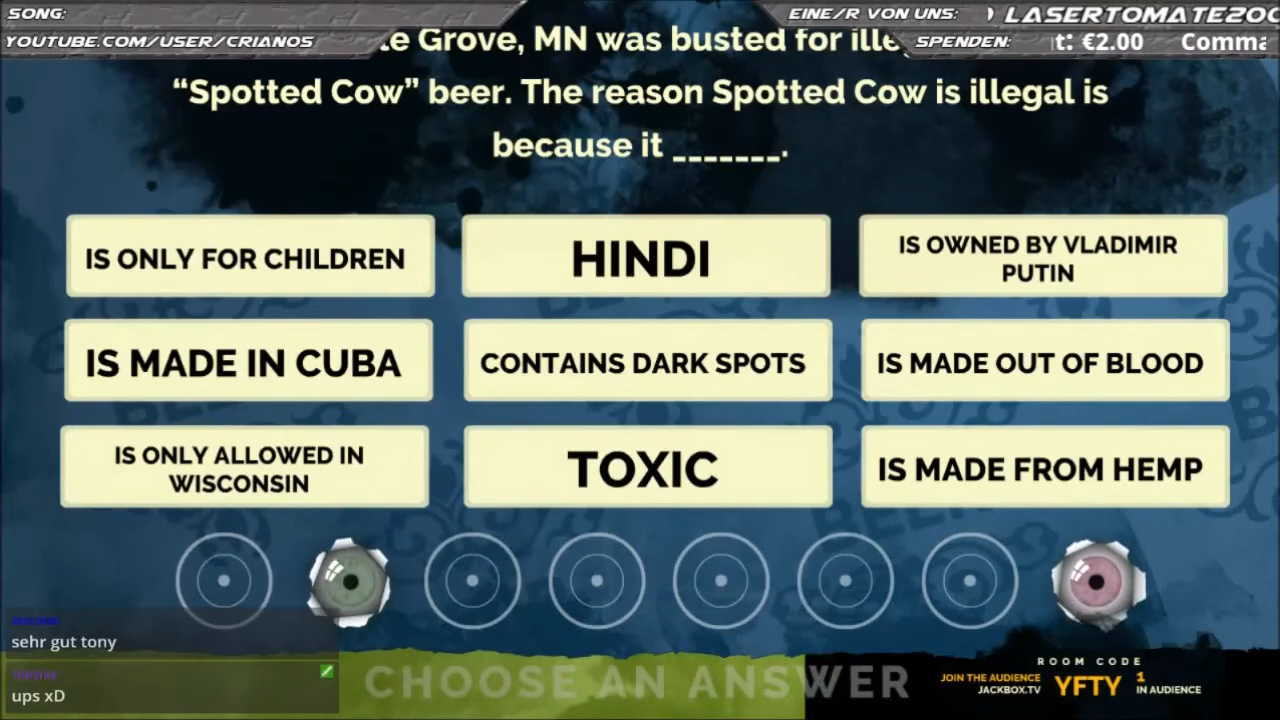 SONG:
EINE/R VON UNS: ) LASERTOMATE200
YOUTUBE.COM/USER/CRIANOS
te Grove, MN was busted for ille
SPENDEN: t: €2.00 Comma
“Spotted Cow” beer. The reason Spotted Cow is illegal is
because it _______.
IS ONLY FOR CHILDREN
HINDI
IS OWNED BY VLADIMIR
PUTIN
IS MADE IN CUBA
CONTAINS DARK SPOTS
IS MADE OUT OF BLOOD
IS ONLY ALLOWED IN
WISCONSIN
TOXIC
IS MADE FROM HEMP
sehr gut tony
ups xD
CHOOSE AN ANSWER
ROOM CODE
JOIN THE AUDIENCE
JACKBOX.TV
YFTY
1
IN AUDIENCE